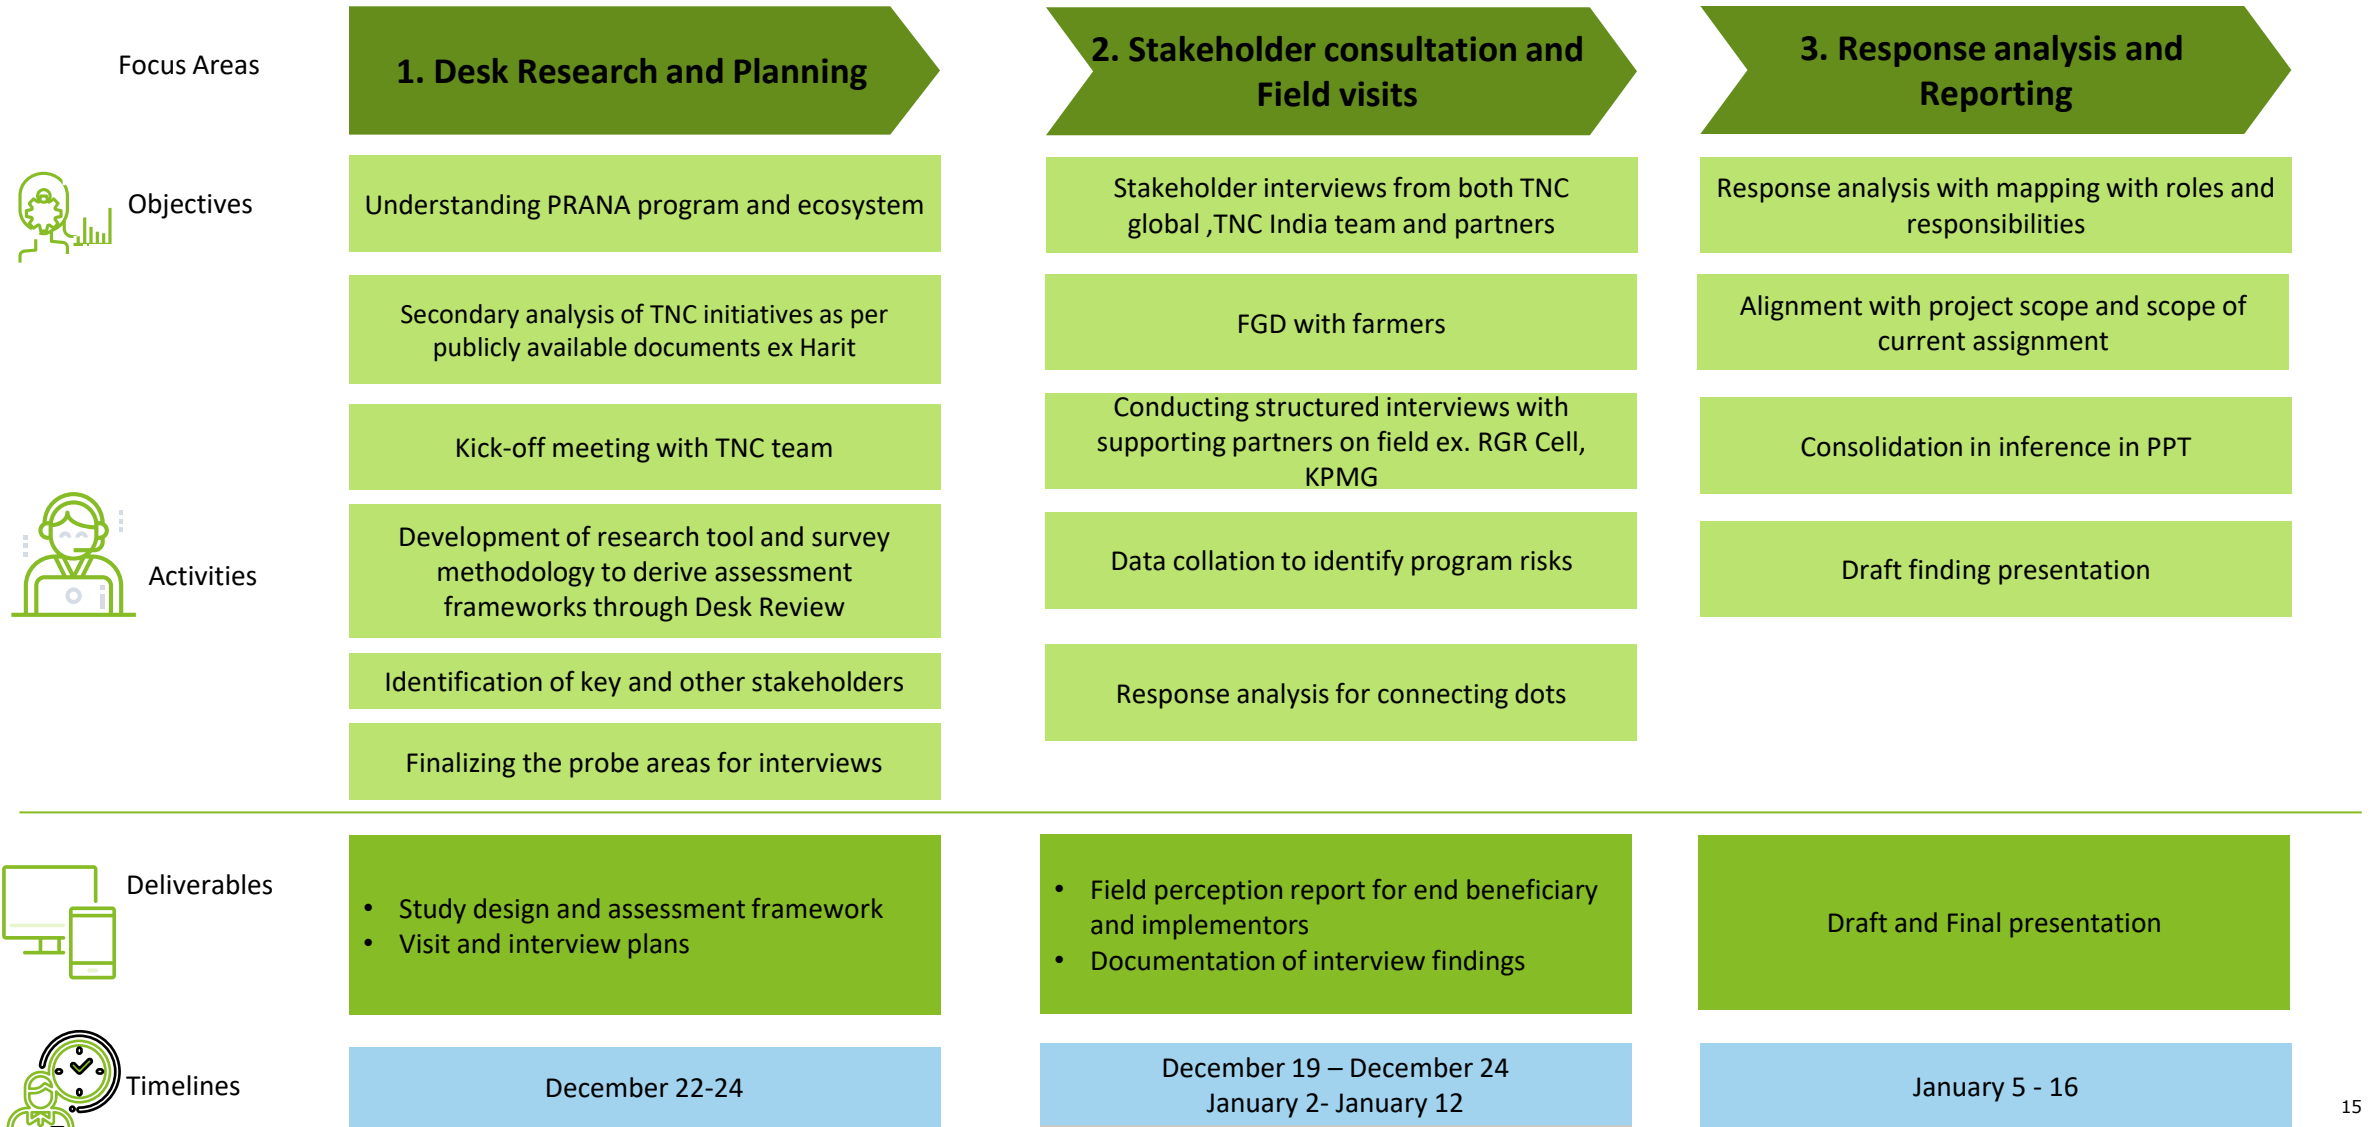 Focus Areas
1. Desk Research and Planning
2. Stakeholder consultation and
Field visits
3. Response analysis and
Reporting
Objectives
Understanding PRANA program and ecosystem
Stakeholder interviews from both TNC
global ,TNC India team and partners
Response analysis with mapping with roles and
responsibilities
Secondary analysis of TNC initiatives as per
publicly available documents ex Harit
FGD with farmers
Alignment with project scope and scope of
current assignment
Kick-off meeting with TNC team
Conducting structured interviews with
supporting partners on field ex. RGR Cell,
KPMG
Consolidation in inference in PPT
Activities
Development of research tool and survey
methodology to derive assessment
frameworks through Desk Review
Data collation to identify program risks
Draft finding presentation
Identification of key and other stakeholders
Response analysis for connecting dots
Finalizing the probe areas for interviews
Deliverables
• Study design and assessment framework
• Visit and interview plans
• Field perception report for end beneficiary
and implementors
• Documentation of interview findings
Draft and Final presentation
Timelines
December 22-24
December 19 – December 24
January 2- January 12
January 5 - 16
15